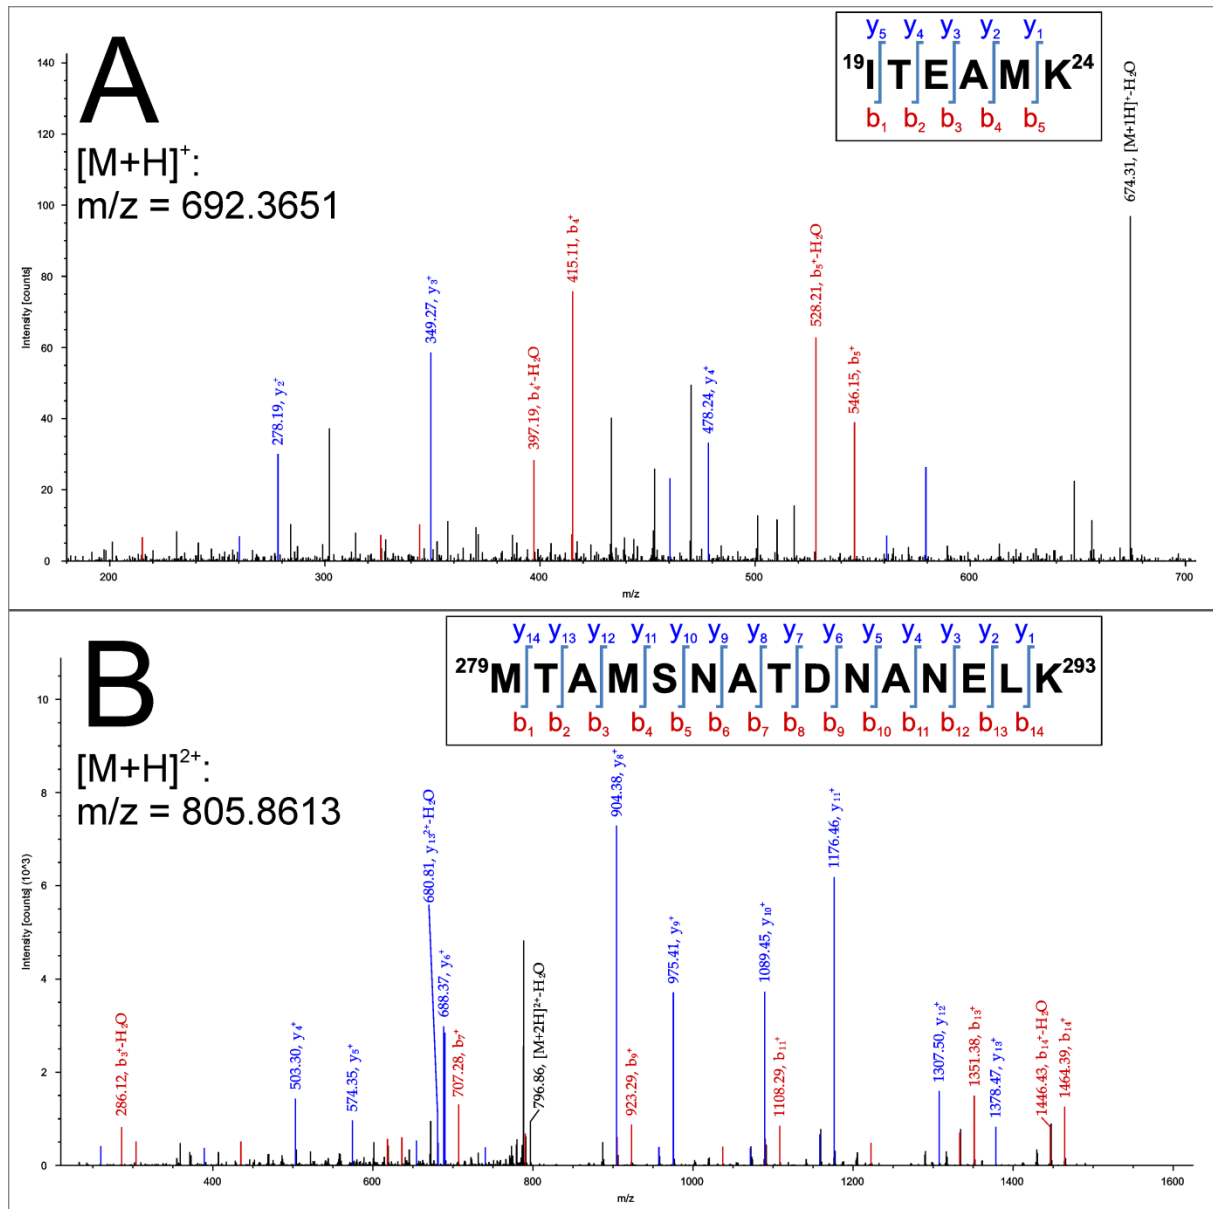 A
[M+H]⁺:
m/z = 692.3651
y₅ y₄ y₃ y₂ y₁
¹⁹ITEAMK²⁴
b₁ b₂ b₃ b₄ b₅
Intensity [counts]
140
120
100
80
60
40
20
0
278.19, y₂⁺
349.27, y₃⁺
397.19, b₄⁺-H₂O
415.11, b₄⁺
478.24, y₄⁺
528.21, b₅⁺-H₂O
546.15, b₅⁺
674.31, [M+1H]⁺-H₂O
200 300 400 500 600 700
m/z
B
[M+H]²⁺:
m/z = 805.8613
y₁₄ y₁₃ y₁₂ y₁₁ y₁₀ y₉ y₈ y₇ y₆ y₅ y₄ y₃ y₂ y₁
²⁷⁹MTAMSNATDNANELK²⁹³
b₁ b₂ b₃ b₄ b₅ b₆ b₇ b₈ b₉ b₁₀ b₁₁ b₁₂ b₁₃ b₁₄
Intensity [counts] (10^3)
10
8
6
4
2
0
286.12, b₃⁺-H₂O
503.30, y₄⁺
574.35, y₅⁺
680.81, y₁₃²⁺-H₂O
688.37, y₆⁺
707.28, b₇⁺
796.86, [M+2H]²⁺-H₂O
904.38, y₈⁺
923.29, b₉⁺
975.41, y₉⁺
1089.45, y₁₀⁺
1108.29, b₁₁⁺
1176.46, y₁₁⁺
1307.50, y₁₂⁺
1351.38, b₁₃⁺
1378.47, y₁₃⁺
1446.43, b₁₄⁺-H₂O
1464.39, b₁₄⁺
400 600 800 1000 1200 1400 1600
m/z